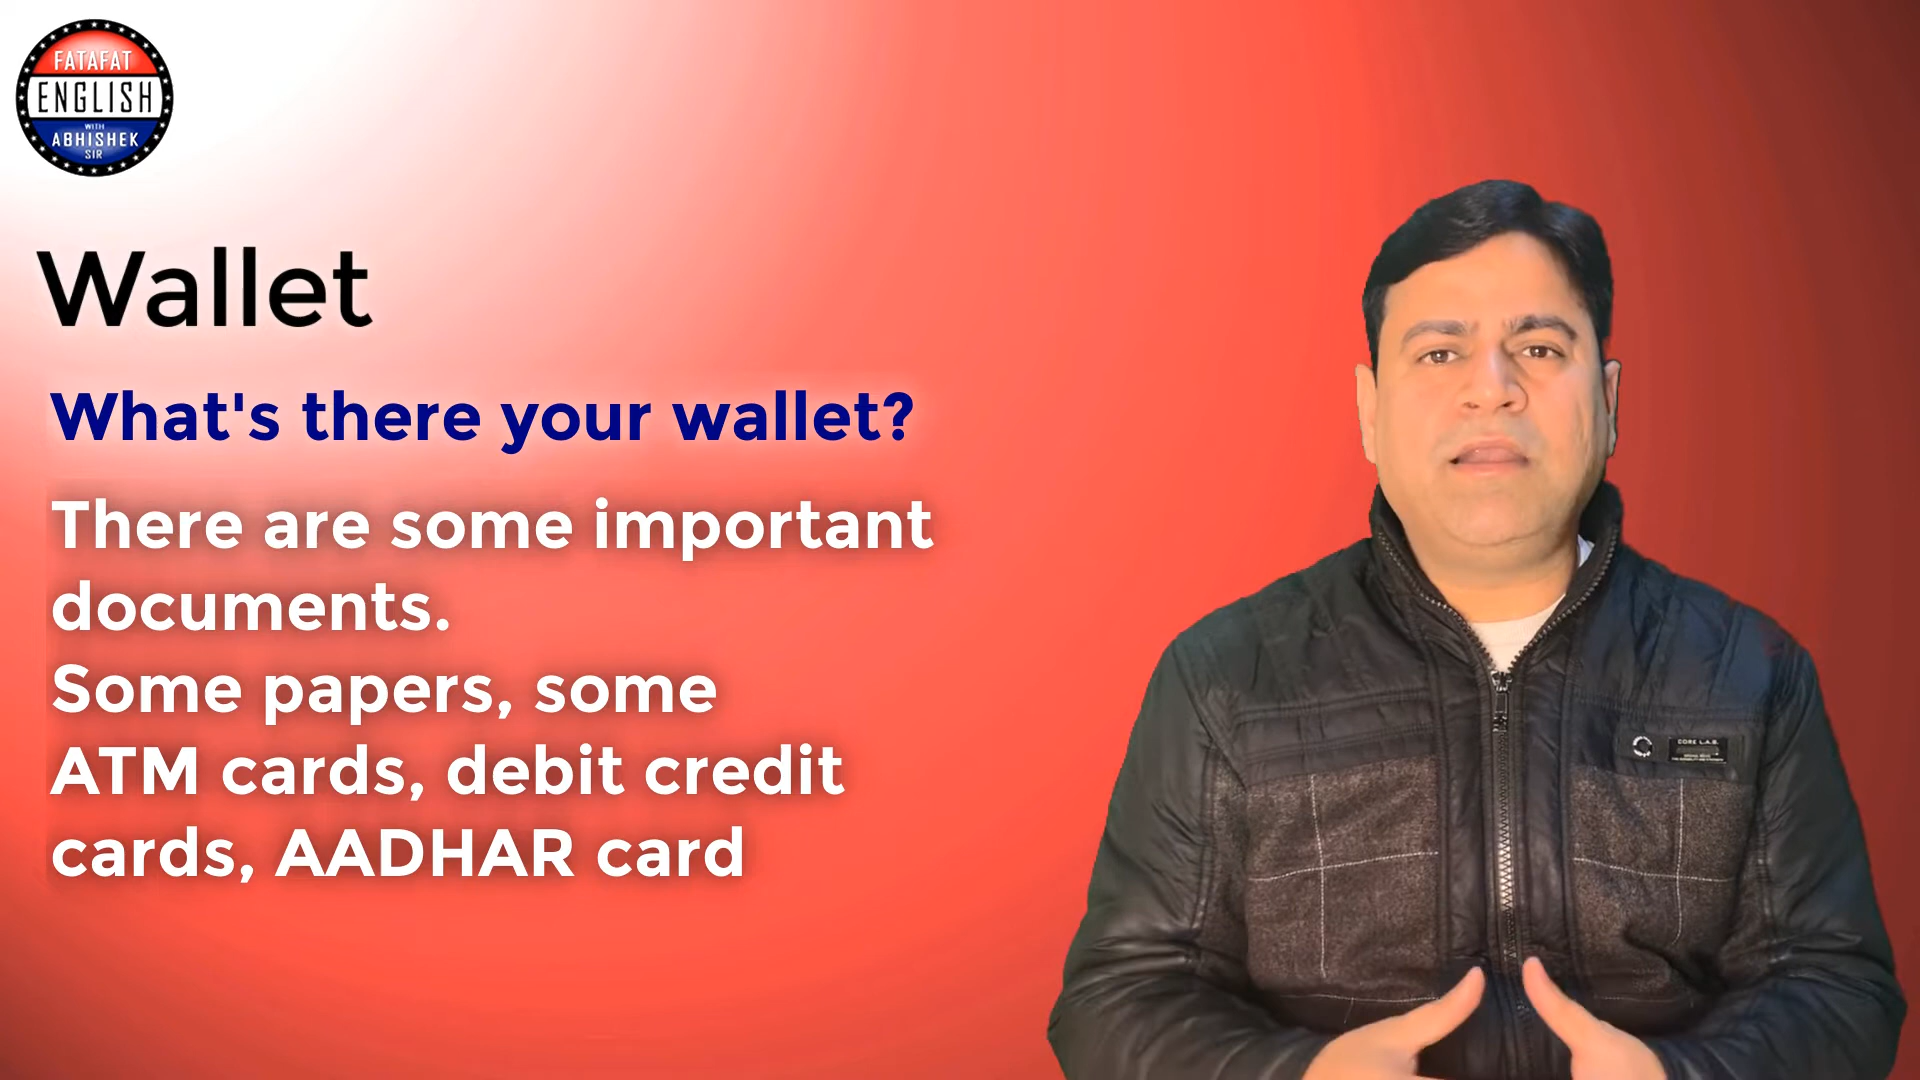 FATAFAT
ENGLISH
WITH
ABHISHEK
SIR
Wallet
What's there your wallet?
There are some important
documents.
Some papers, some
ATM cards, debit credit
cards, AADHAR card
CORE L.A.B.